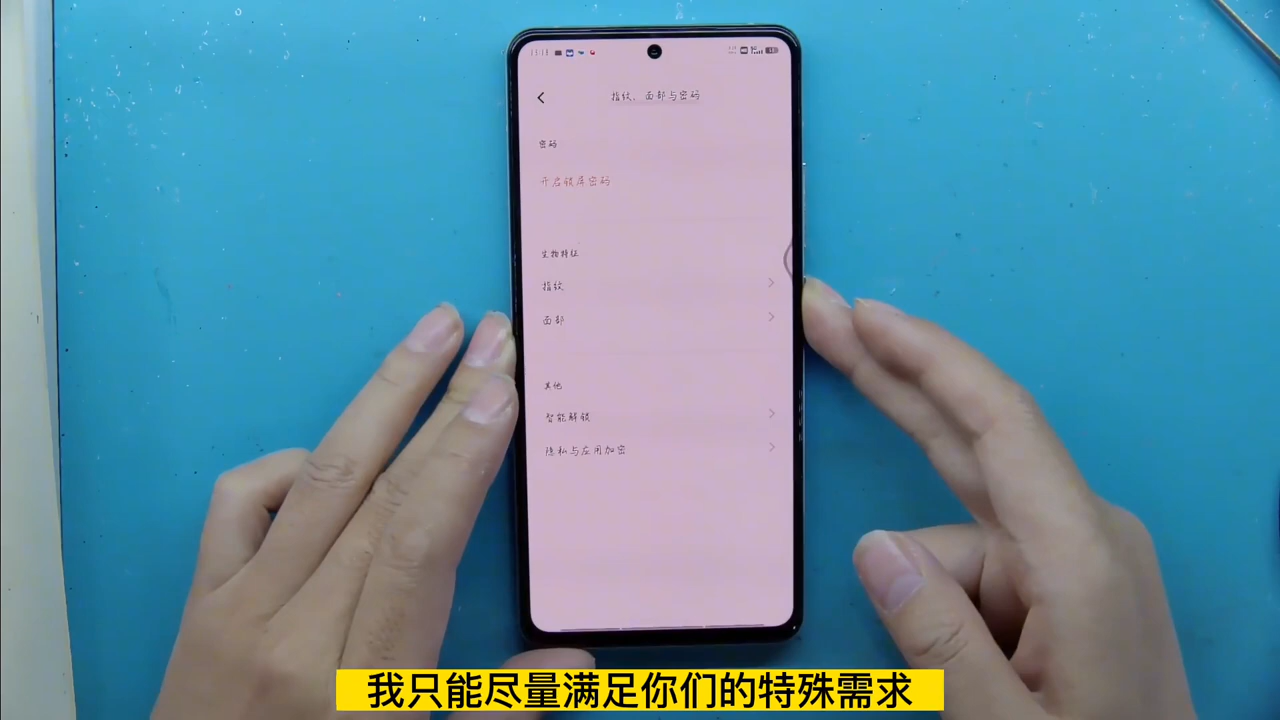 指纹、面部与密码
密码
开启锁屏密码
生物特征
指纹
面部
其他
智能解锁
隐私与应用加密
我只能尽量满足你们的特殊需求